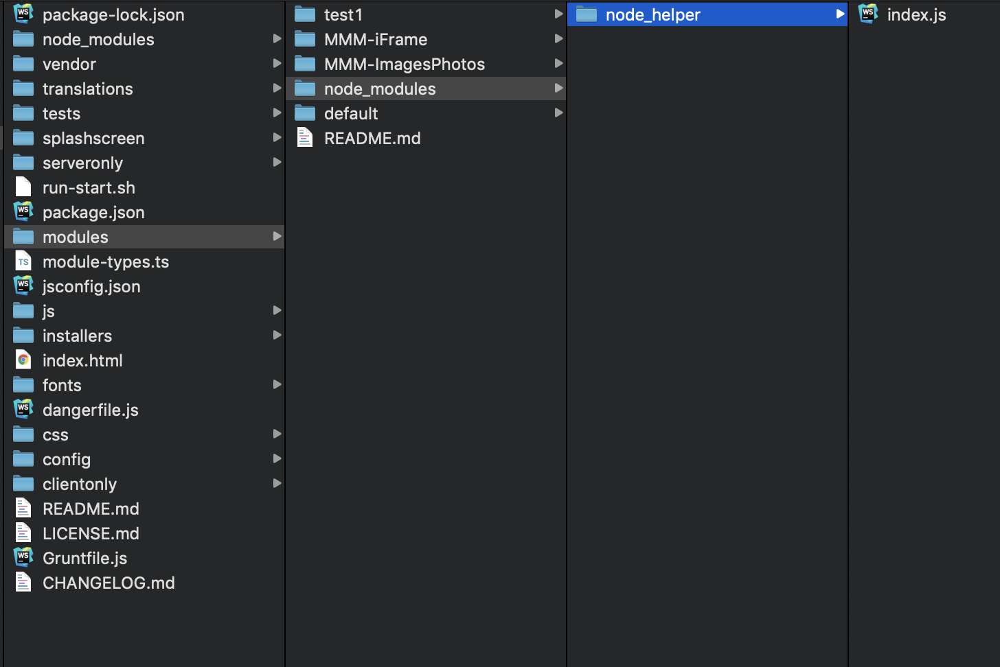 package-lock.json
node_modules
vendor
translations
tests
splashscreen
serveronly
run-start.sh
package.json
modules
module-types.ts
jsconfig.json
js
installers
index.html
fonts
dangerfile.js
css
config
clientonly
README.md
LICENSE.md
Gruntfile.js
CHANGELOG.md
test1
MMM-iFrame
MMM-ImagesPhotos
node_modules
default
README.md
node_helper
index.js